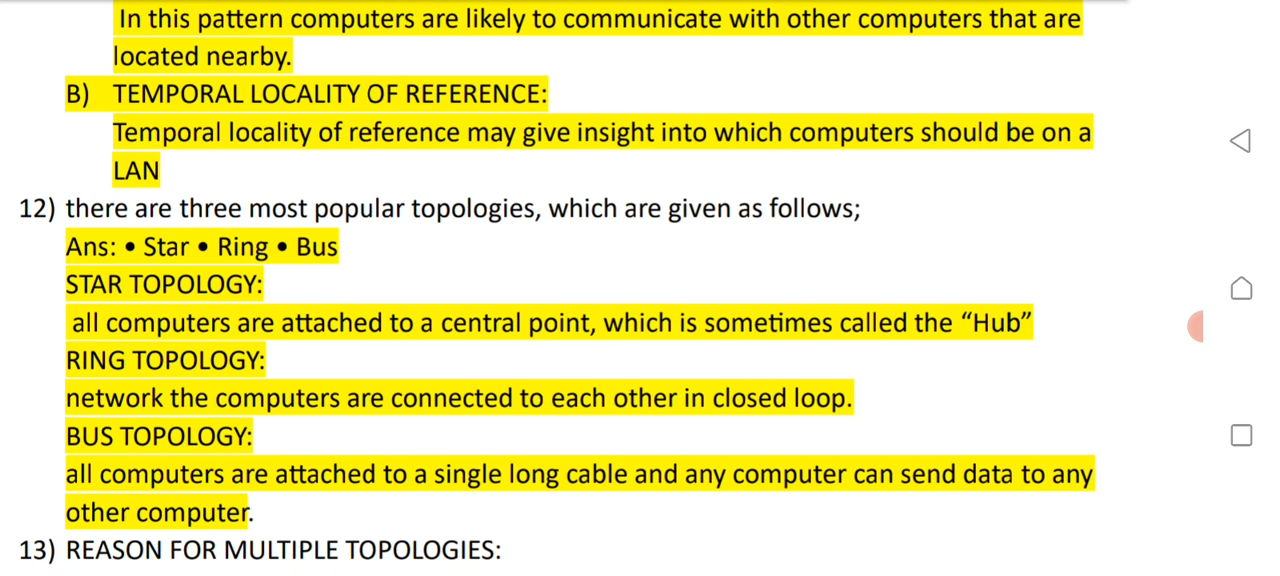 In this pattern computers are likely to communicate with other computers that are
located nearby.
B) TEMPORAL LOCALITY OF REFERENCE:
Temporal locality of reference may give insight into which computers should be on a
LAN
12) there are three most popular topologies, which are given as follows;
Ans: • Star • Ring • Bus
STAR TOPOLOGY:
all computers are attached to a central point, which is sometimes called the “Hub”
RING TOPOLOGY:
network the computers are connected to each other in closed loop.
BUS TOPOLOGY:
all computers are attached to a single long cable and any computer can send data to any
other computer.
13) REASON FOR MULTIPLE TOPOLOGIES: